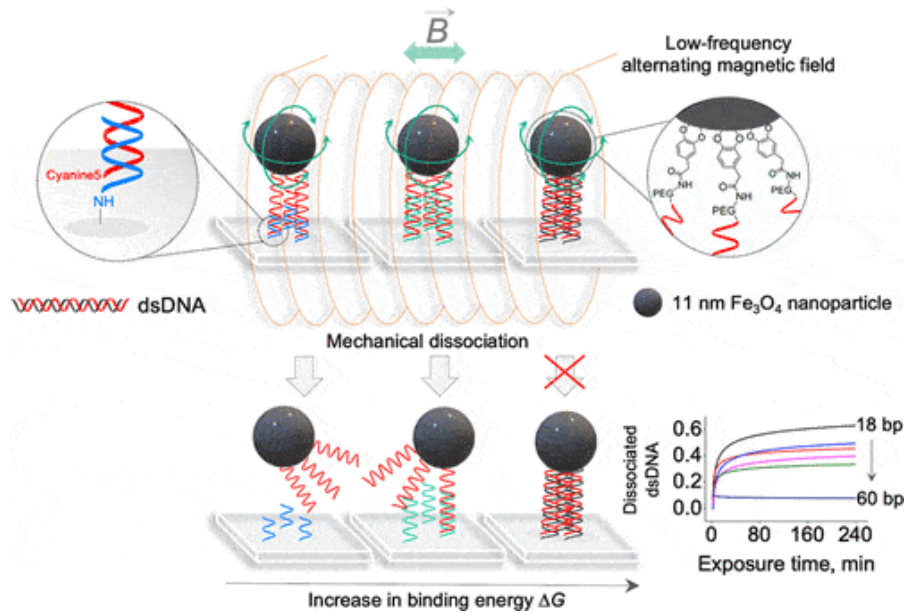 B
Low-frequency
alternating magnetic field
Cyanine5
NH
O
O
O
O
O
O
O
NH
PEG
O
NH
PEG
O
NH
PEG
dsDNA
11 nm Fe₃O₄ nanoparticle
Mechanical dissociation
Dissociated
dsDNA
0.6
0.4
0.2
0.0
18 bp
60 bp
0
80
160
240
Exposure time, min
Increase in binding energy ΔG